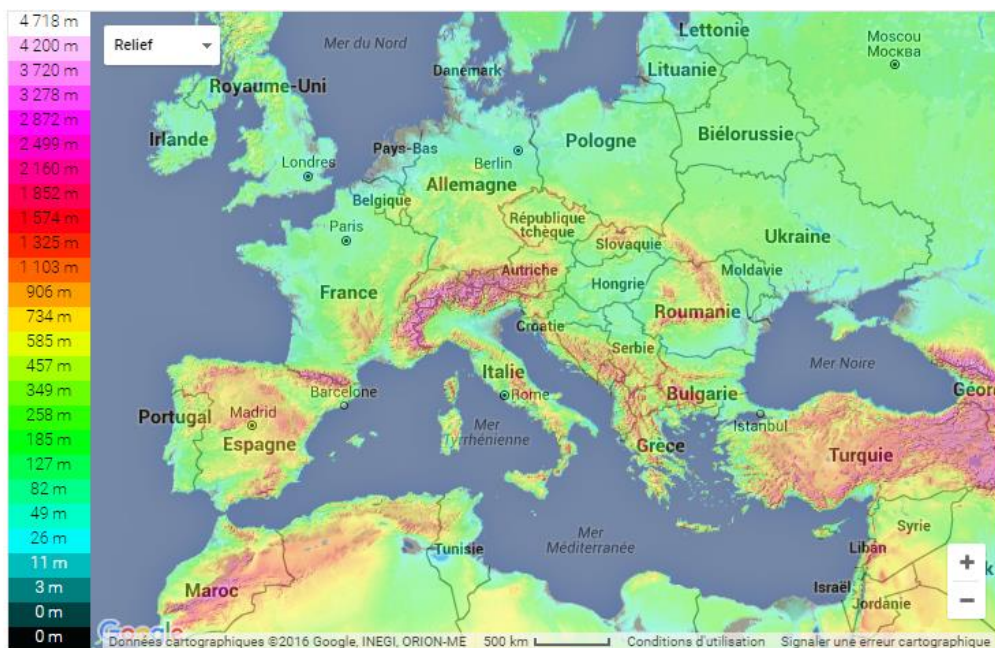 4 718 m
4 200 m
3 720 m
3 278 m
2 872 m
2 499 m
2 160 m
1 852 m
1 574 m
1 325 m
1 103 m
906 m
734 m
585 m
457 m
349 m
258 m
185 m
127 m
82 m
49 m
26 m
11 m
3 m
0 m
0 m
Relief
Mer du Nord
Lettonie
Moscou
Москва
Lituanie
Danemark
Royaume-Uni
Irlande
Pays-Bas
Pologne
Biélorussie
Londres
Berlin
Allemagne
Belgique
Paris
République
tchèque
Slovaquie
Ukraine
Autriche
Moldavie
Hongrie
France
Roumanie
Croatie
Serbie
Mer Noire
Italie
Barcelone
Rome
Bulgarie
Portugal
Madrid
Mer
Tyrrhénienne
Istanbul
Espagne
Grèce
Turquie
Syrie
Mer
Méditerranée
Tunisie
Liban
Maroc
Israël
Jordanie
+
−
Google
Données cartographiques ©2016 Google, INEGI, ORION-ME 500 km Conditions d'utilisation Signaler une erreur cartographique